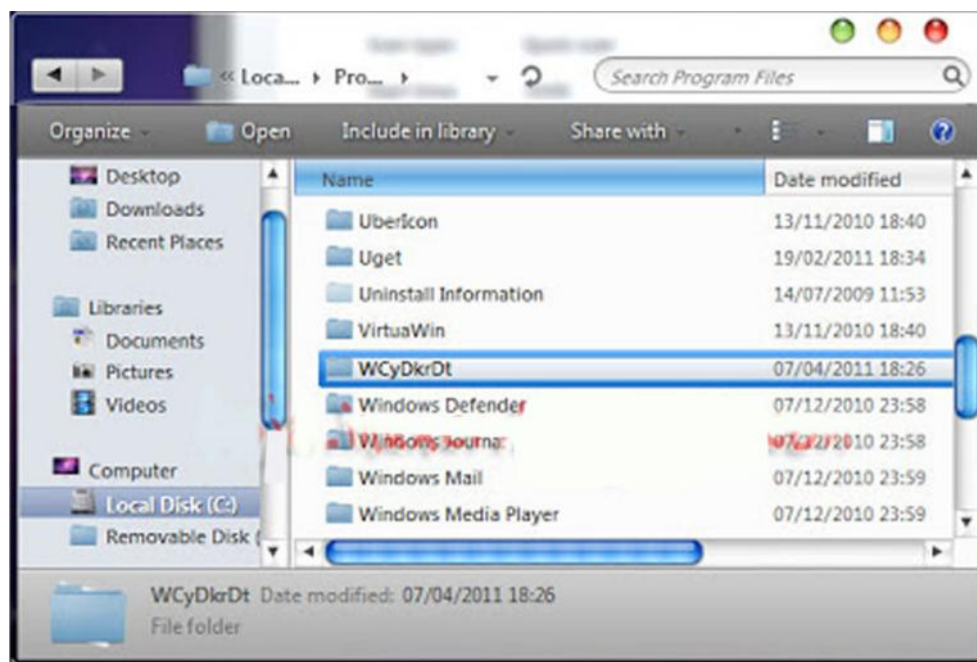 « Loca... Pro... Search Program Files
Organize Open Include in library Share with
Desktop
Downloads
Recent Places
Libraries
Documents
Pictures
Videos
Computer
Local Disk (C:)
Removable Disk (
Name Date modified
UberIcon 13/11/2010 18:40
Uget 19/02/2011 18:34
Uninstall Information 14/07/2009 11:53
VirtuaWin 13/11/2010 18:40
WCyDkrDt 07/04/2011 18:26
Windows Defender 07/12/2010 23:58
Windows Journal 07/12/2010 23:58
Windows Mail 07/12/2010 23:59
Windows Media Player 07/12/2010 23:59
WCyDkrDt Date modified: 07/04/2011 18:26
File folder